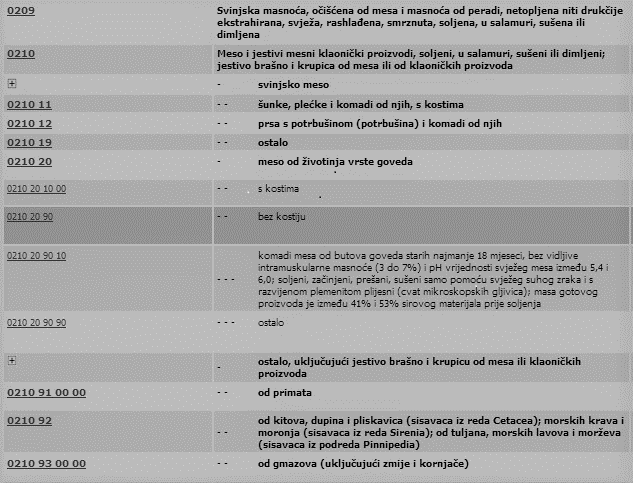 0209 Svinjska masnoća, očišćena od mesa i masnoća od peradi, netopljena niti drukčije
ekstrahirana, svježa, rashlađena, smrznuta, soljena, u salamuri, sušena ili
dimljena
0210 Meso i jestivi mesni klaonički proizvodi, soljeni, u salamuri, sušeni ili dimljeni;
jestivo brašno i krupica od mesa ili od klaoničkih proizvoda
- svinjsko meso
0210 11 - - šunke, plećke i komadi od njih, s kostima
0210 12 - - prsa s potrbušinom (potrbušina) i komadi od njih
0210 19 - - ostalo
0210 20 - meso od životinja vrste goveda
0210 20 10 00 - - s kostima
0210 20 90 - - bez kostiju
0210 20 90 10 - - - komadi mesa od butova goveda starih najmanje 18 mjeseci, bez vidljive
intramuskularne masnoće (3 do 7%) i pH vrijednosti svježeg mesa između 5,4 i
6,0; soljeni, začinjeni, prešani, sušeni samo pomoću svježeg suhog zraka i s
razvijenom plemenitom plijesni (cvat mikroskopskih gljivica); masa gotovog
proizvoda je između 41% i 53% sirovog materijala prije soljenja
0210 20 90 90 - - - ostalo
- ostalo, uključujući jestivo brašno i krupicu od mesa ili klaoničkih
proizvoda
0210 91 00 00 - - od primata
0210 92 - - od kitova, dupina i pliskavica (sisavaca iz reda Cetacea); morskih krava i
moronja (sisavaca iz reda Sirenia); od tuljana, morskih lavova i morževa
(sisavaca iz podreda Pinnipedia)
0210 93 00 00 - - od gmazova (uključujući zmije i kornjače)